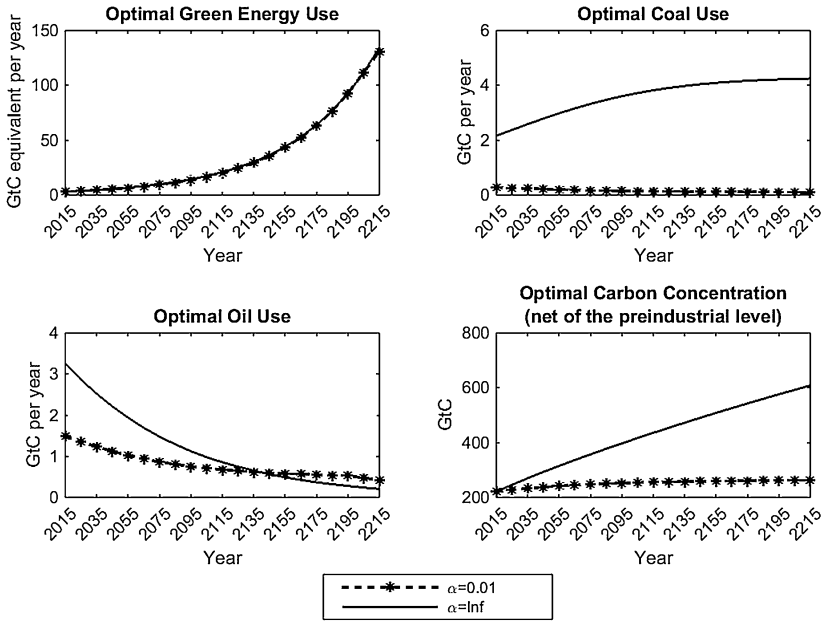 Optimal Green Energy Use
150
100
50
0
GtC equivalent per year
2015 2035 2055 2075 2095 2115 2135 2155 2175 2195 2215
Year
Optimal Coal Use
6
4
2
0
GtC per year
2015 2035 2055 2075 2095 2115 2135 2155 2175 2195 2215
Year
Optimal Oil Use
4
3
2
1
0
GtC per year
2015 2035 2055 2075 2095 2115 2135 2155 2175 2195 2215
Year
Optimal Carbon Concentration
(net of the preindustrial level)
800
600
400
200
GtC
2015 2035 2055 2075 2095 2115 2135 2155 2175 2195 2215
Year
α=0.01
α=Inf